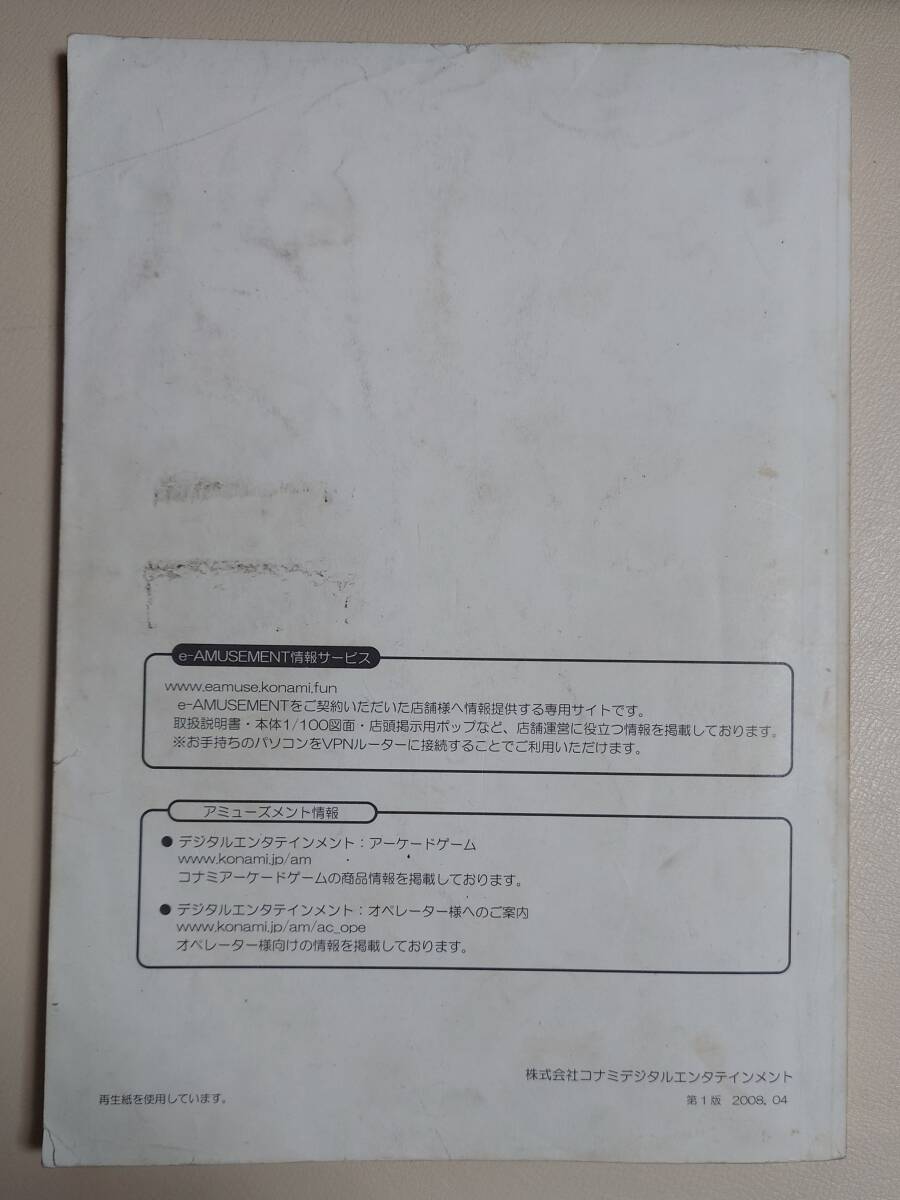 e-AMUSEMENT情報サービス
www.eamuse.konami.fun
e-AMUSEMENTをご契約いただいた店舗様へ情報提供する専用サイトです。
取扱説明書・本体1/100図面・店頭掲示用ポップなど、店舗運営に役立つ情報を掲載しております。
※お手持ちのパソコンをVPNルーターに接続することでご利用いただけます。
アミューズメント情報
● デジタルエンタテインメント：アーケードゲーム
www.konami.jp/am
コナミアーケードゲームの商品情報を掲載しております。
● デジタルエンタテインメント：オペレーター様へのご案内
www.konami.jp/am/ac_ope
オペレーター様向けの情報を掲載しております。
株式会社コナミデジタルエンタテインメント
再生紙を使用しています。
第1版 2008. 04